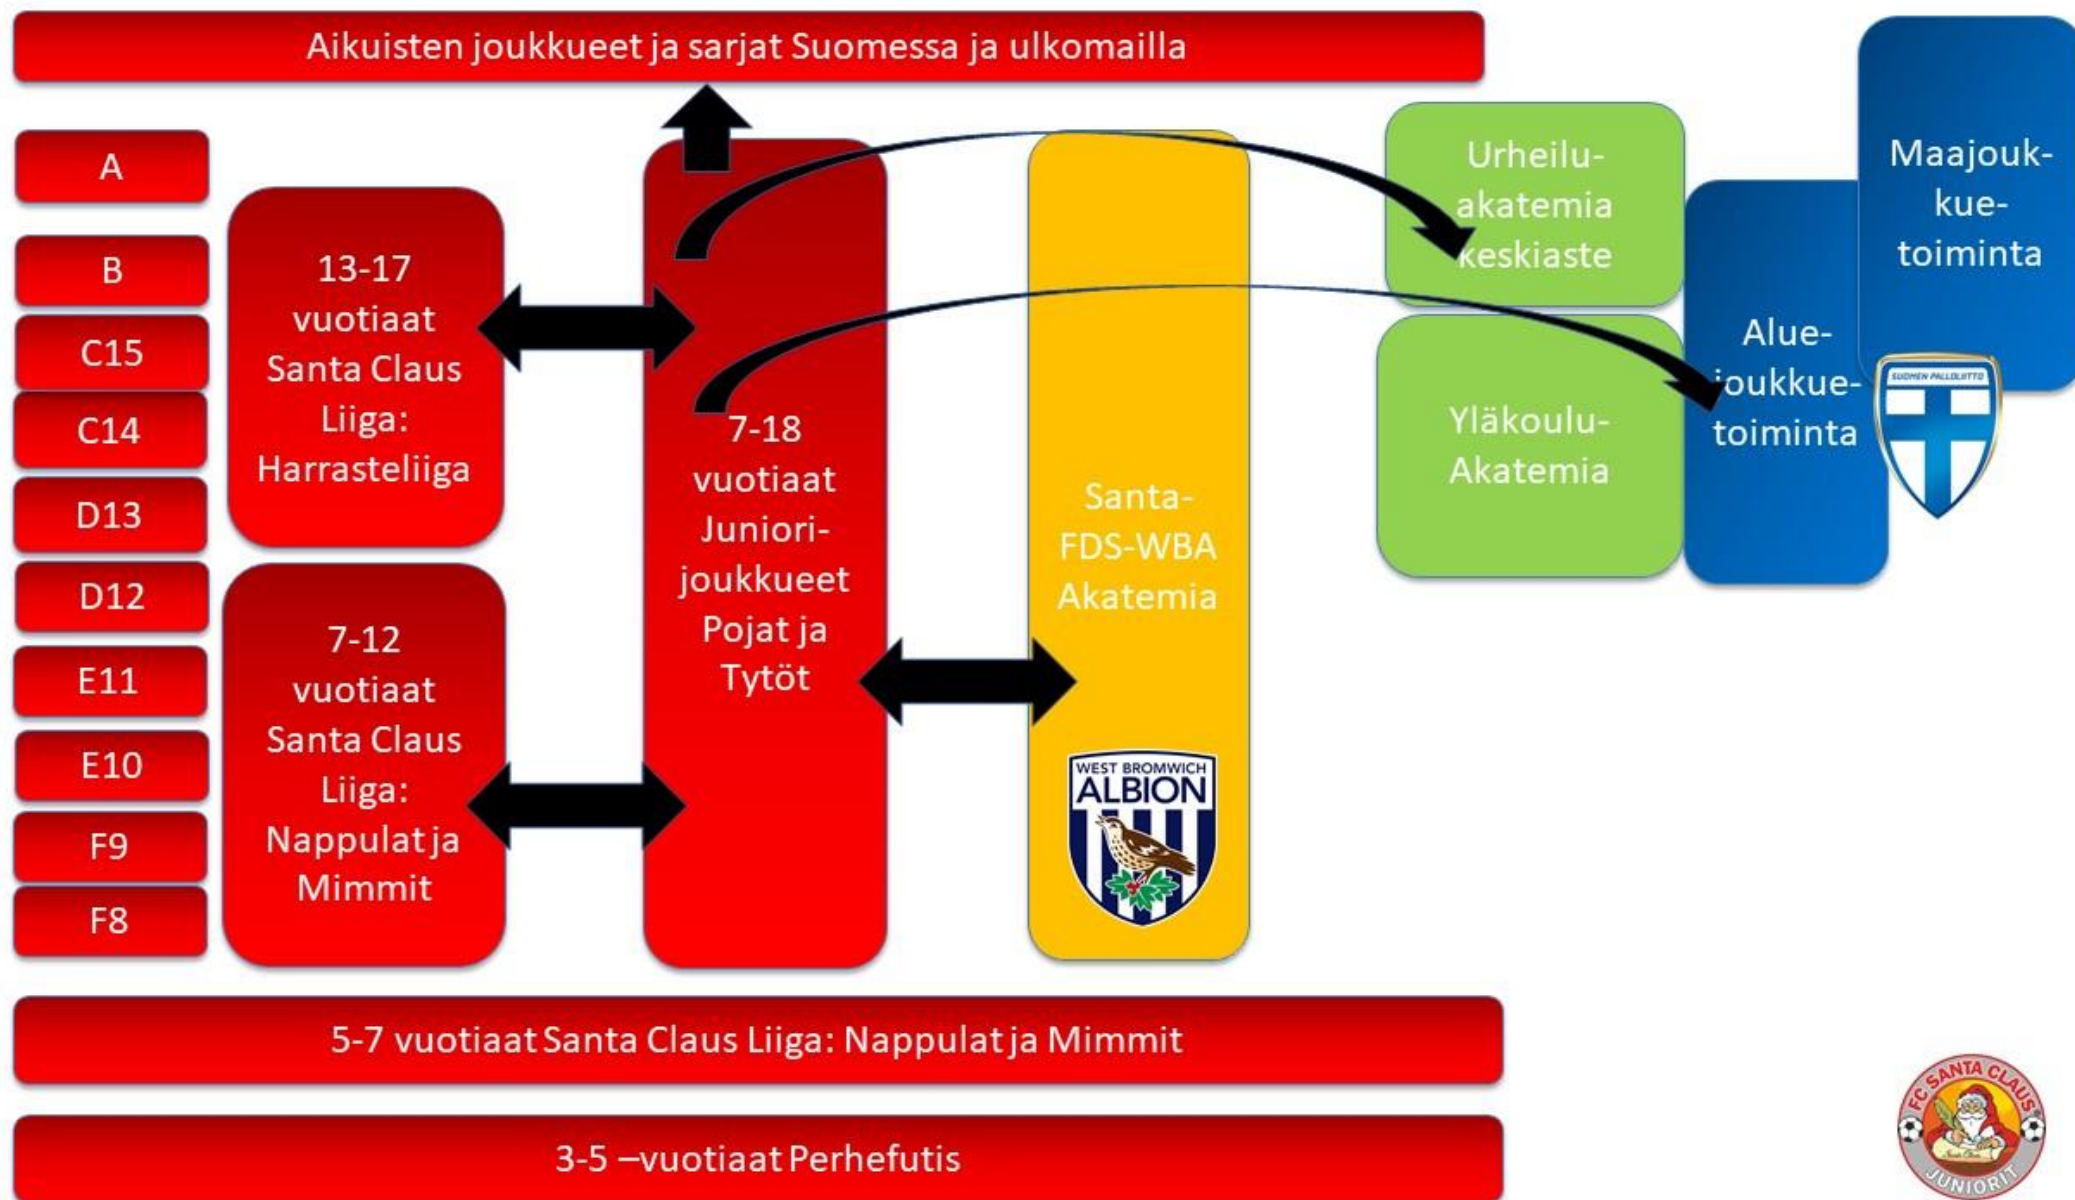 Aikuisten joukkueet ja sarjat Suomessa ja ulkomailla
A
B
C15
C14
D13
D12
E11
E10
F9
F8
13-17
vuotiaat
Santa Claus
Liiga:
Harrasteliiga
7-12
vuotiaat
Santa Claus
Liiga:
Nappulat ja
Mimmit
7-18
vuotiaat
Juniori-
joukkueet
Pojat ja
Tytöt
Santa-
FDS-WBA
Akatemia
WEST BROMWICH
ALBION
Urheilu-
akatemia
keskiaste
Yläkoulu-
Akatemia
Alue-
joukkue-
toiminta
Maajouk-
kue-
toiminta
SUOMEN PALLOLIITTO
5-7 vuotiaat Santa Claus Liiga: Nappulat ja Mimmit
3-5 –vuotiaat Perhefutis
FC SANTA CLAUS
JUNIORIT